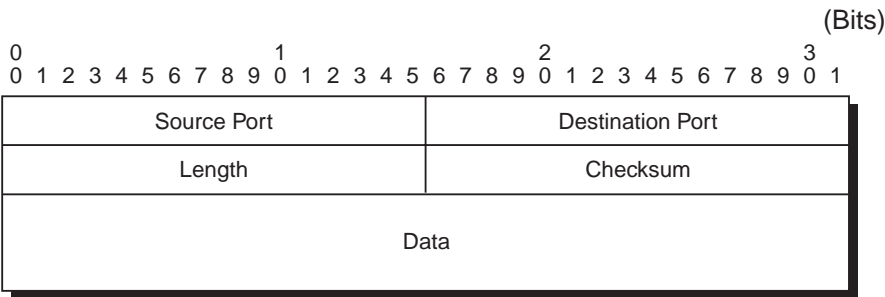 (Bits)
0 1 2 3
0 1 2 3 4 5 6 7 8 9 0 1 2 3 4 5 6 7 8 9 0 1 2 3 4 5 6 7 8 9 0 1
Source Port Destination Port
Length Checksum
Data